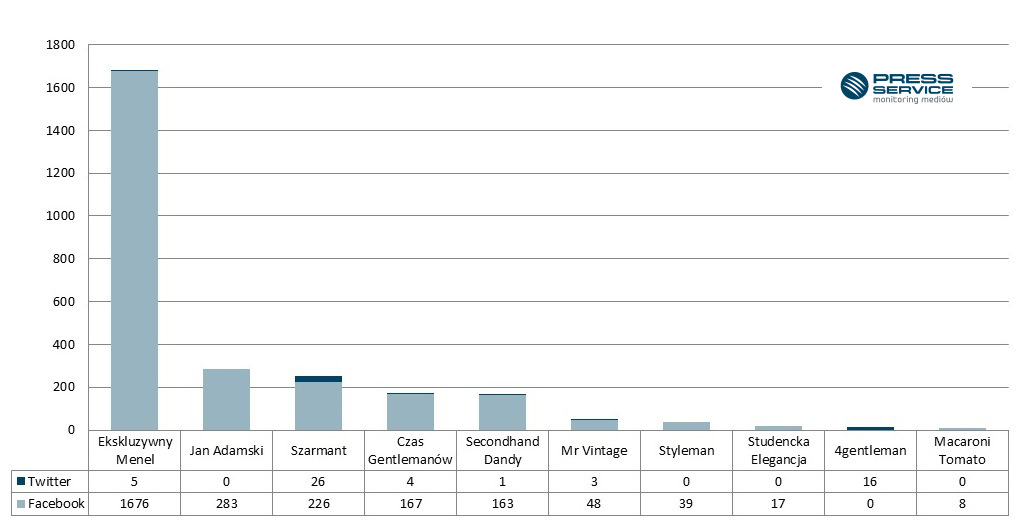 1800
1600
1400
1200
1000
800
600
400
200
0
PRESS
SERVICE
monitoring mediów
Ekskluzywny Menel
Jan Adamski
Szarmant
Czas Gentlemanów
Secondhand Dandy
Mr Vintage
Styleman
Studencka Elegancja
4gentleman
Macaroni Tomato
Twitter 5 0 26 4 1 3 0 0 16 0
Facebook 1676 283 226 167 163 48 39 17 0 8